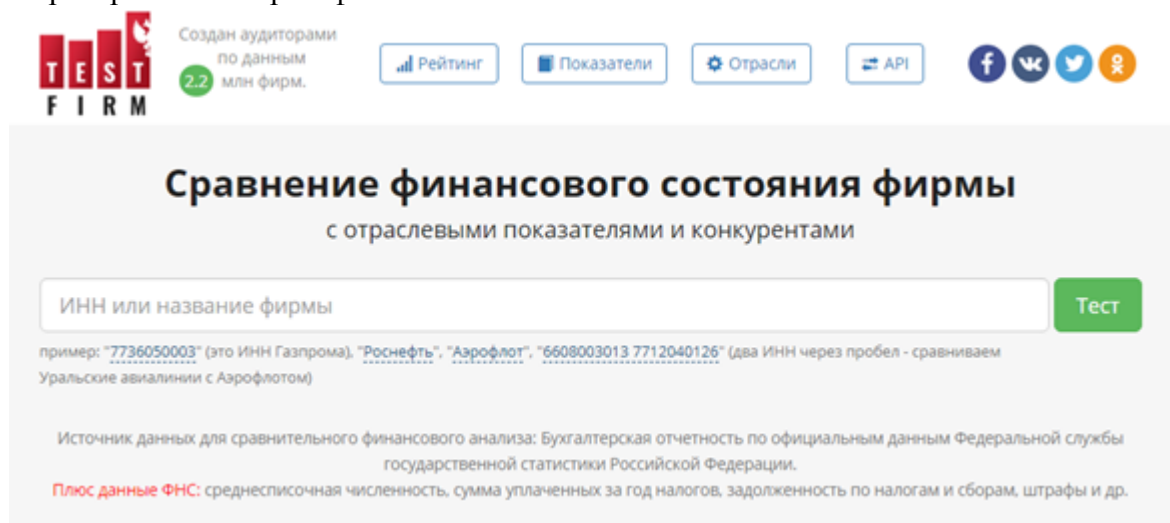 TEST
FIRM
Создан аудиторами
по данным
2.2 млн фирм.
Рейтинг
Показатели
Отрасли
API
Сравнение финансового состояния фирмы
с отраслевыми показателями и конкурентами
ИНН или название фирмы
Тест
пример: "7736050003" (это ИНН Газпрома), "Роснефть", "Аэрофлот", "6608003013 7712040126" (два ИНН через пробел - сравниваем
Уральские авиалинии с Аэрофлотом)
Источник данных для сравнительного финансового анализа: Бухгалтерская отчетность по официальным данным Федеральной службы
государственной статистики Российской Федерации.
Плюс данные ФНС: среднесписочная численность, сумма уплаченных за год налогов, задолженность по налогам и сборам, штрафы и др.